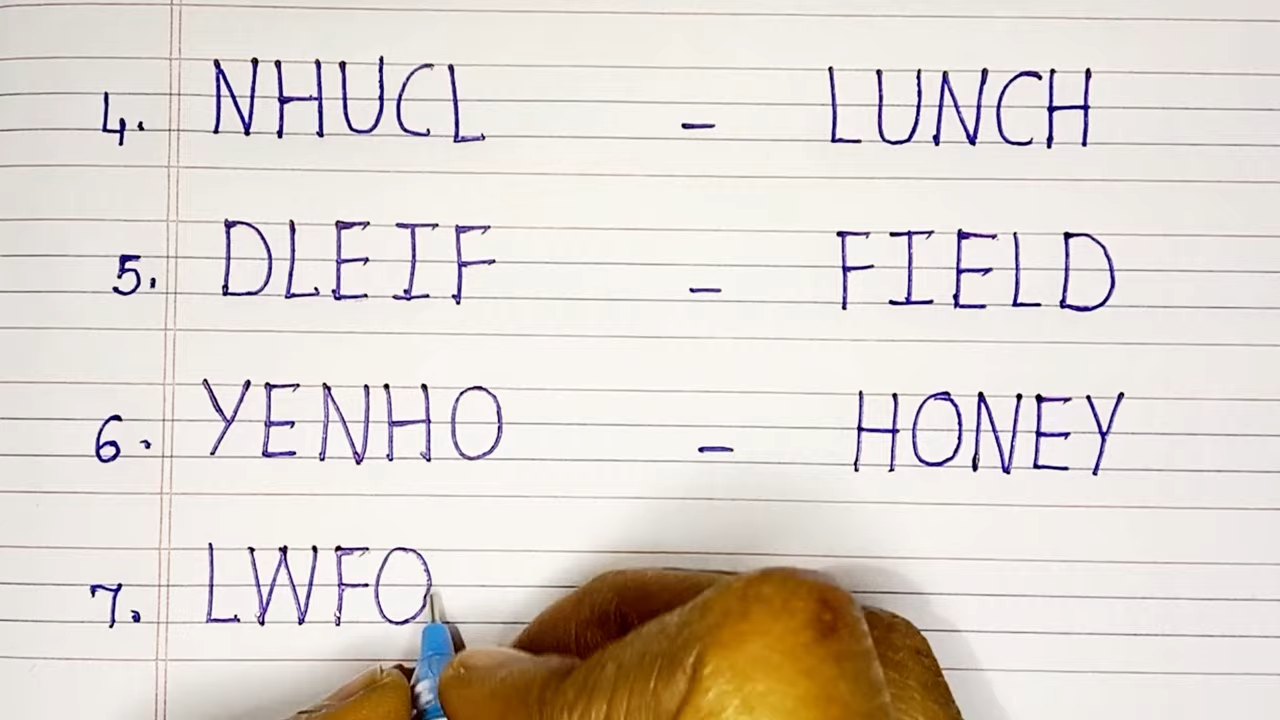 4. NHUCL - LUNCH
5. DLEIF - FIELD
6. YENHO - HONEY
7. LWFO